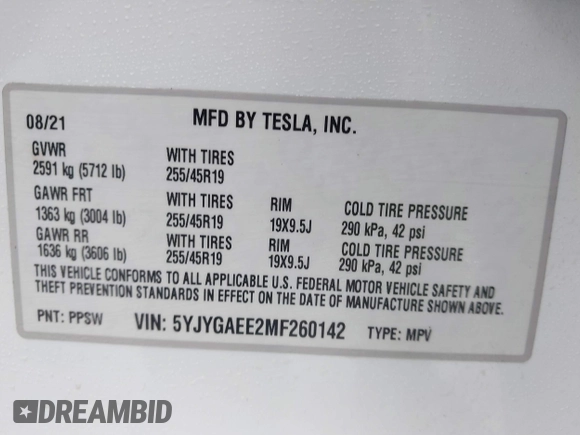 08/21 MFD BY TESLA, INC.
GVWR WITH TIRES
2591 kg (5712 lb) 255/45R19
GAWR FRT WITH TIRES RIM COLD TIRE PRESSURE
1363 kg (3004 lb) 255/45R19 19X9.5J 290 kPa, 42 psi
GAWR RR WITH TIRES RIM COLD TIRE PRESSURE
1636 kg (3606 lb) 255/45R19 19X9.5J 290 kPa, 42 psi
THIS VEHICLE CONFORMS TO ALL APPLICABLE U.S. FEDERAL MOTOR VEHICLE SAFETY AND
THEFT PREVENTION STANDARDS IN EFFECT ON THE DATE OF MANUFACTURE SHOWN ABOVE.
PNT: PPSW VIN: 5YJYGAEE2MF260142 TYPE: MPV
DREAMBID